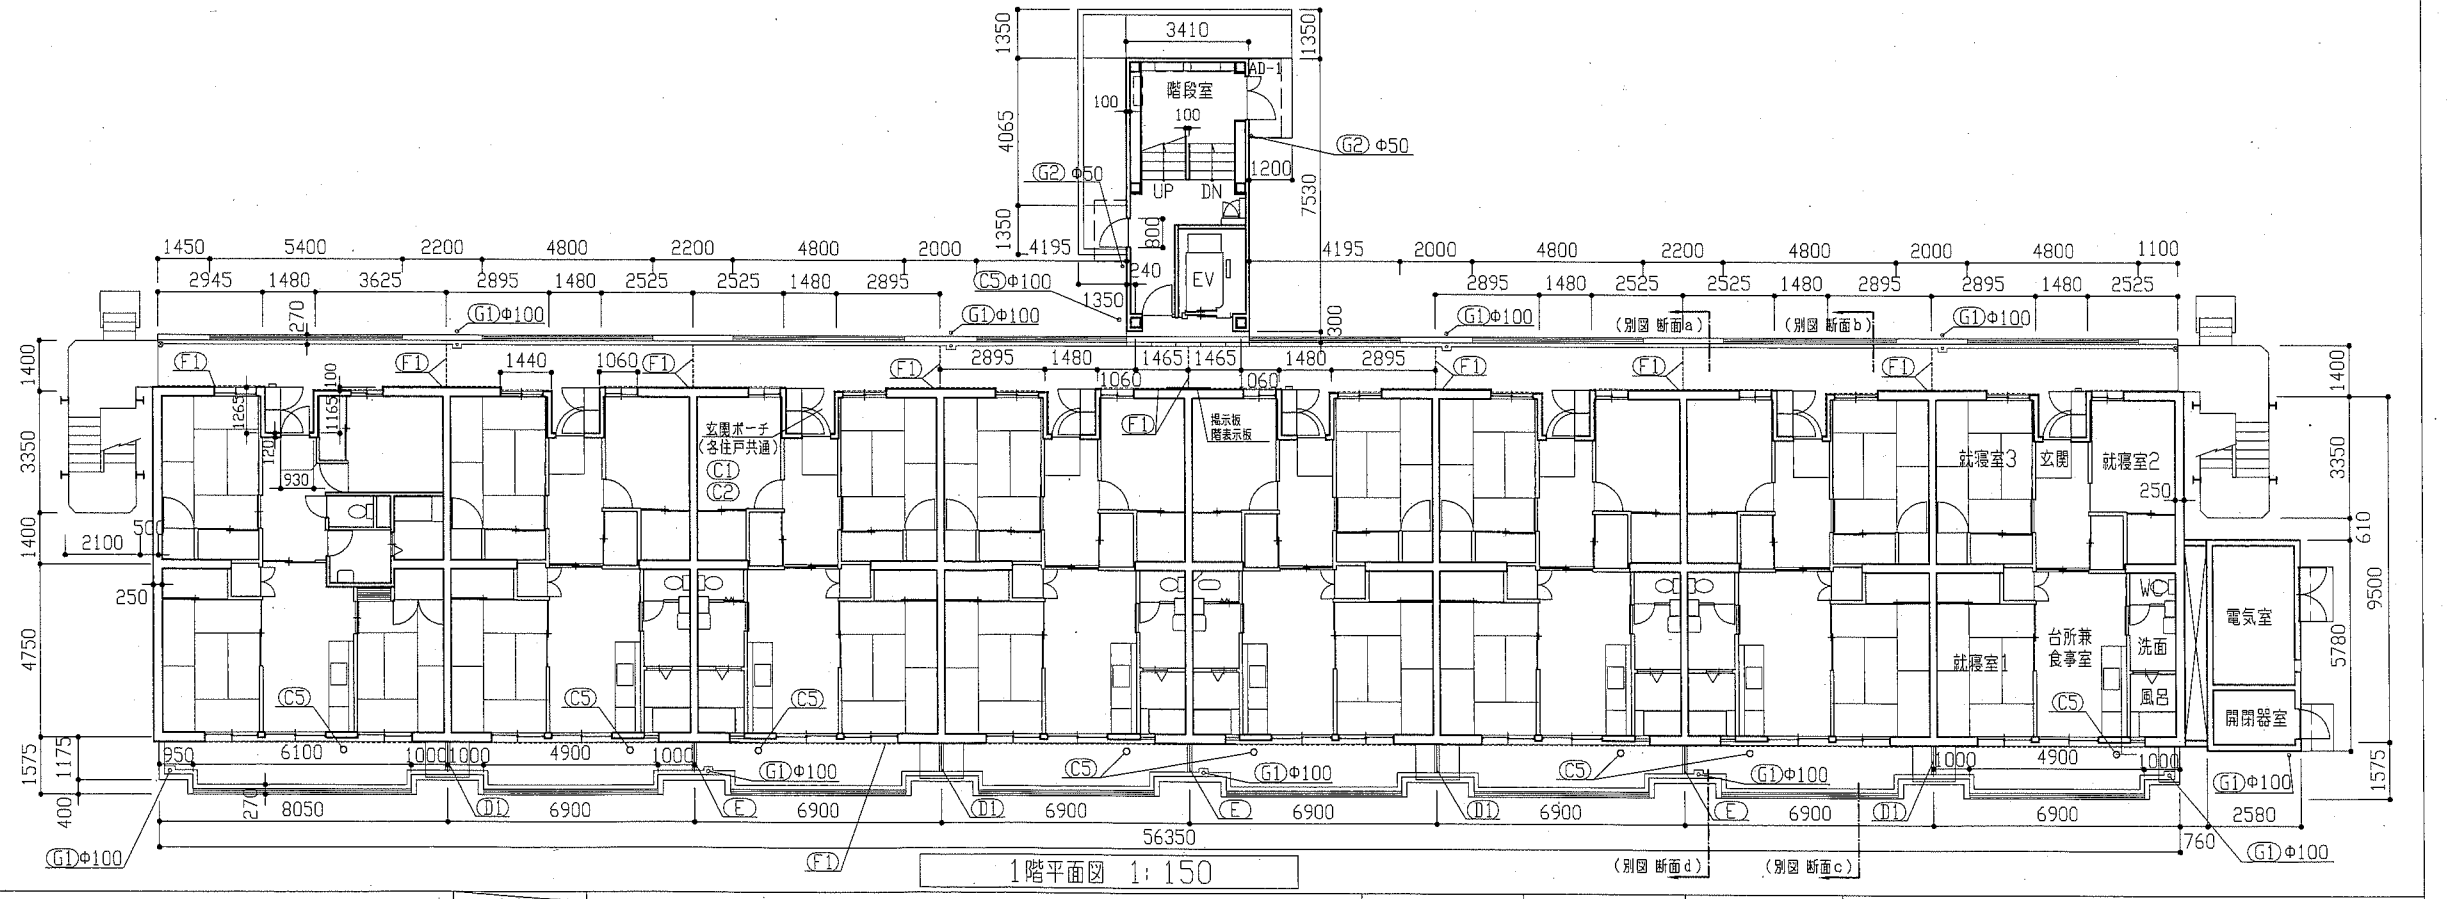 1350
3410
1350
AD-1
階段室
100
100
4065
G2 Φ50
G2 Φ50
1200
UP
DN
7530
1350
800
1450
5400
2200
4800
2200
4800
2000
4195
4195
2000
4800
2200
4800
2000
4800
1100
240
EV
2945
1480
3625
2895
1480
2525
2525
1480
2895
C5 Φ100
1350
2895
1480
2525
2525
1480
2895
2895
1480
2525
270
G1 Φ100
G1 Φ100
300
G1 Φ100
(別図 断面a)
(別図 断面b)
G1 Φ100
1400
F1
F1
1440
1060
F1
F1
2895
1480
1465
1465
1480
2895
F1
F1
F1
1400
100
1265
1165
1060
1060
F1
掲示板
階表示板
玄関ポーチ
(各住戸共通)
C1
C2
3350
120
930
就寝室3
玄関
就寝室2
3350
250
1400
500
2100
610
250
9500
WC
電気室
4750
台所兼
食事室
洗面
就寝室1
5780
風呂
開閉器室
C5
C5
C5
C5
950
6100
1000
1000
4900
1000
1175
1575
G1 Φ100
C5
G1 Φ100
C5
G1 Φ100
1000
4900
1000
G1 Φ100
1575
400
270
8050
D1
6900
E
6900
D1
6900
E
6900
D1
6900
E
6900
D1
6900
2580
56350
760
G1 Φ100
F1
G1 Φ100
1階平面図 1:150
(別図 断面d)
(別図 断面c)